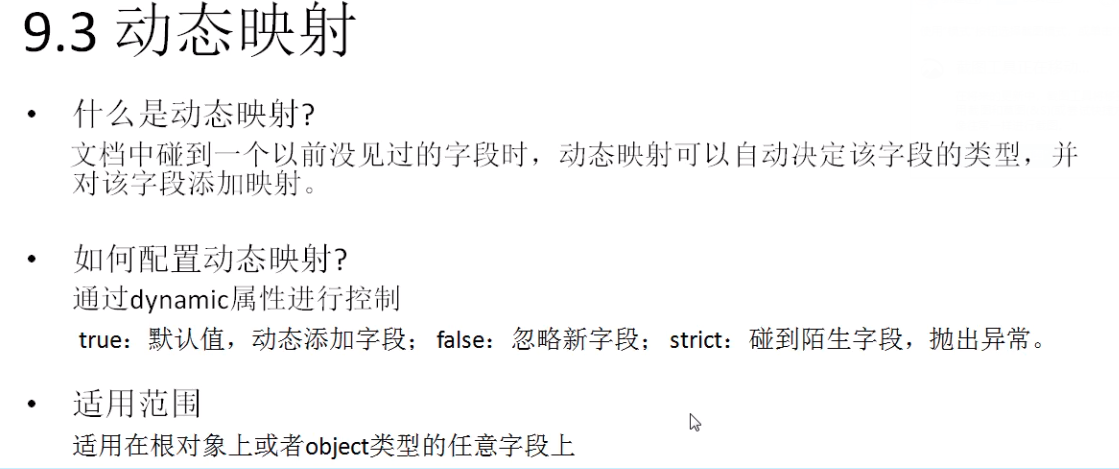 9.3 动态映射
• 什么是动态映射?
文档中碰到一个以前没见过的字段时，动态映射可以自动决定该字段的类型，并
对该字段添加映射。
• 如何配置动态映射?
通过dynamic属性进行控制
true：默认值，动态添加字段； false：忽略新字段； strict：碰到陌生字段，抛出异常。
• 适用范围
适用在根对象上或者object类型的任意字段上